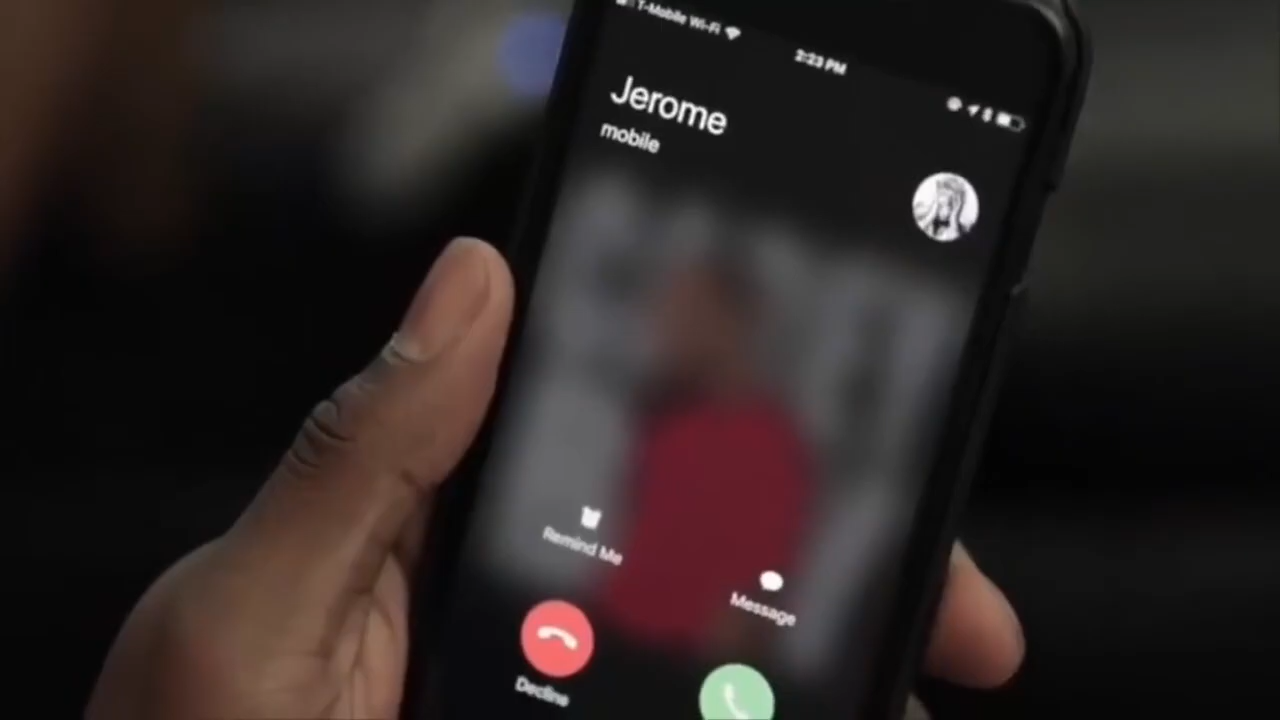 T-Mobile Wi-Fi
2:23 PM
Jerome
mobile
Remind Me
Message
Decline